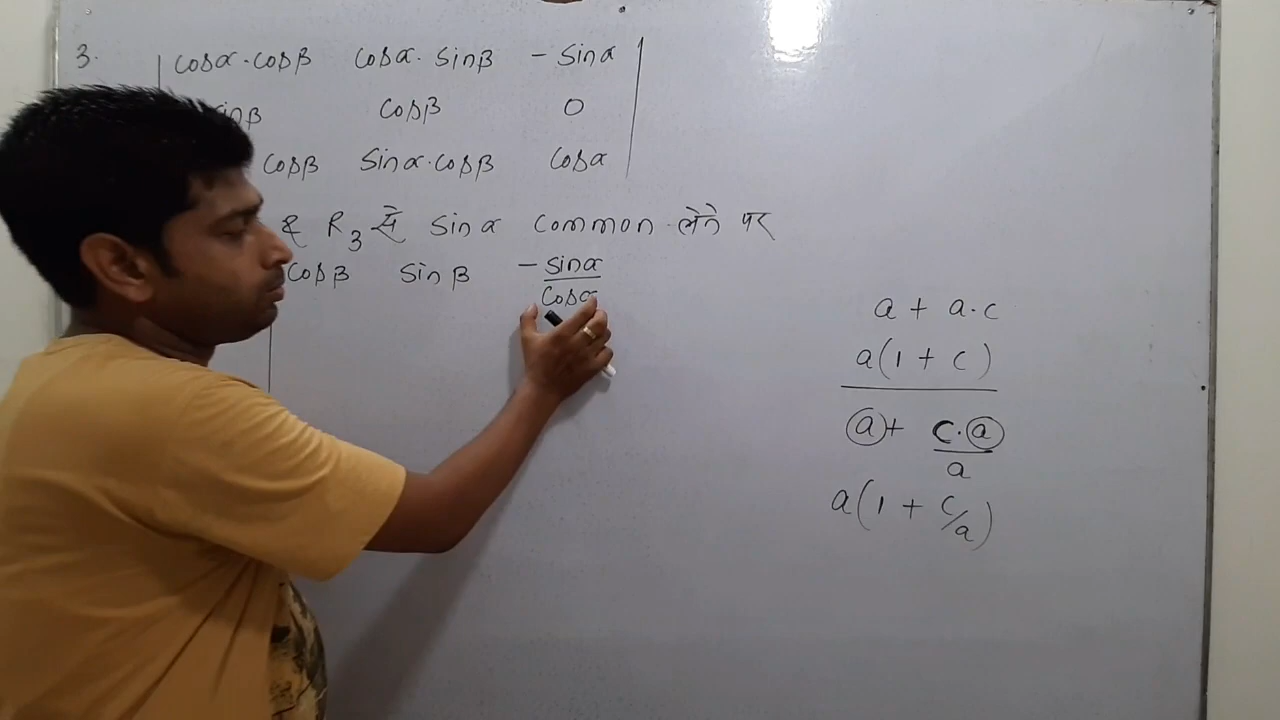 3. | cosα·cosβ cosα·sinβ -sinα |
sinβ cosβ 0
cosβ sinα·cosβ cosα
& R3 से sinα common लेने पर
cosβ sinβ -sinα/cosα
a + a·c
a(1 + c)
a + c·a/a
a(1 + c/a)